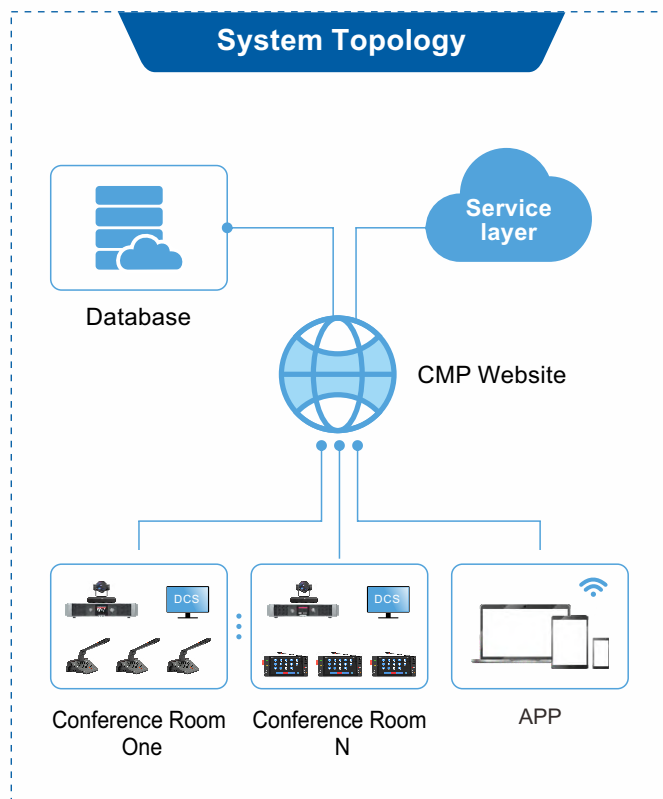 System Topology
Service
layer
Database
CMP Website
DCS
DCS
Conference Room
One
Conference Room
N
APP